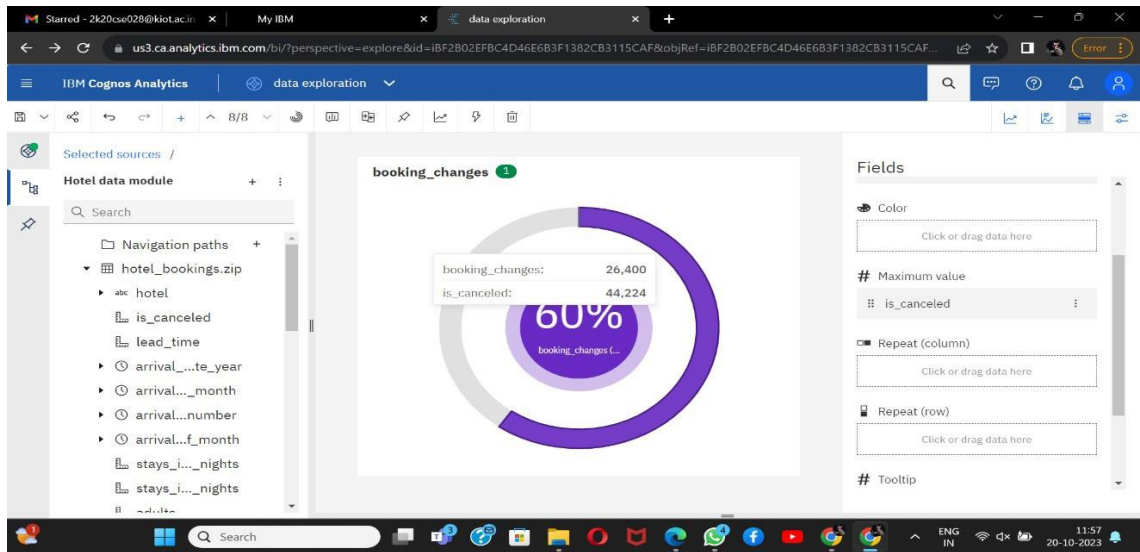 Starred - 2k20cse028@kiot.ac.in
My IBM
data exploration
us3.ca.analytics.ibm.com/bi/?perspective=explore&id=iBF2B02EFBC4D46E6B3F1382CB3115CAF&objRef=iBF2B02EFBC4D46E6B3F1382CB3115CAF...
Error
IBM Cognos Analytics
data exploration
8/8
Selected sources /
Hotel data module
Search
Navigation paths
hotel_bookings.zip
abc hotel
is_canceled
lead_time
arrival_...te_year
arrival..._month
arrival...number
arrival...f_month
stays_i..._nights
stays_i..._nights
adults
booking_changes 1
booking_changes: 26,400
is_canceled: 44,224
60%
booking_changes (...
Fields
Color
Click or drag data here
# Maximum value
is_canceled
Repeat (column)
Click or drag data here
Repeat (row)
Click or drag data here
# Tooltip
Search
ENG
IN
11:57
20-10-2023